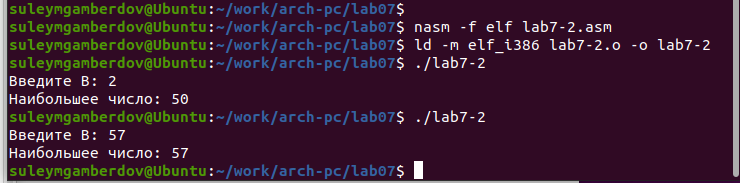 suleymgamberdov@Ubuntu:~/work/arch-pc/lab07$
suleymgamberdov@Ubuntu:~/work/arch-pc/lab07$ nasm -f elf lab7-2.asm
suleymgamberdov@Ubuntu:~/work/arch-pc/lab07$ ld -m elf_i386 lab7-2.o -o lab7-2
suleymgamberdov@Ubuntu:~/work/arch-pc/lab07$ ./lab7-2
Введите B: 2
Наибольшее число: 50
suleymgamberdov@Ubuntu:~/work/arch-pc/lab07$ ./lab7-2
Введите B: 57
Наибольшее число: 57
suleymgamberdov@Ubuntu:~/work/arch-pc/lab07$